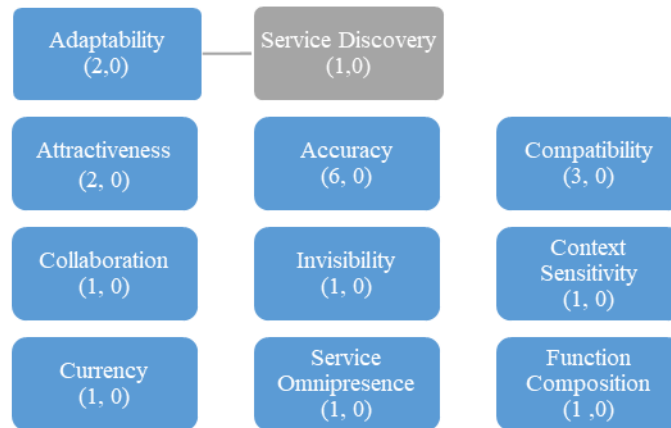 Adaptability
(2,0)
Service Discovery
(1,0)
Attractiveness
(2, 0)
Accuracy
(6, 0)
Compatibility
(3, 0)
Collaboration
(1, 0)
Invisibility
(1, 0)
Context
Sensitivity
(1, 0)
Currency
(1, 0)
Service
Omnipresence
(1, 0)
Function
Composition
(1 ,0)